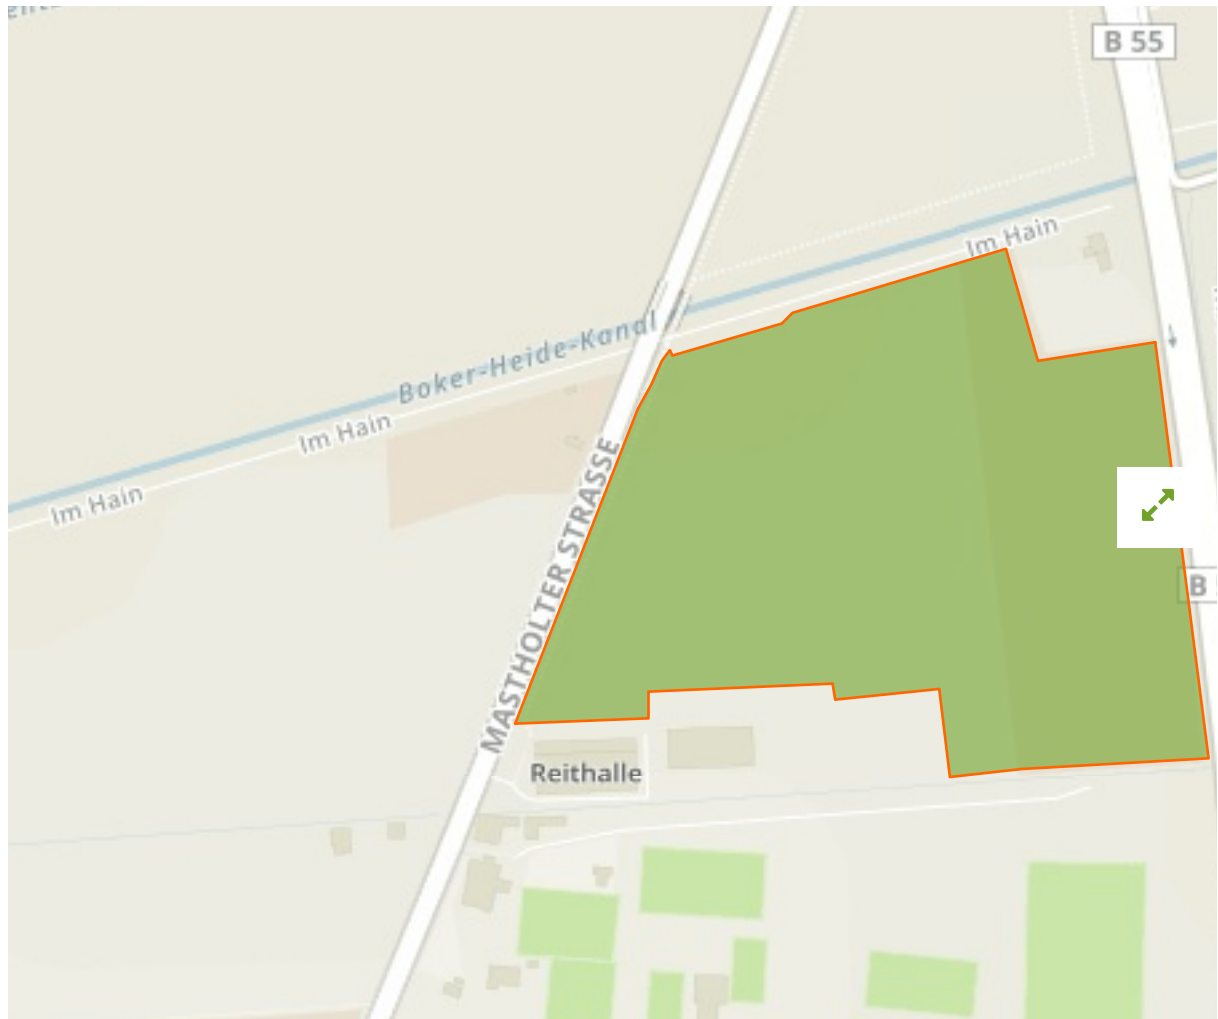 B 55
Im Hain
Boker-Heide-Kanal
Im Hain
Im Hain
MASTHOLTER STRASSE
B
Reithalle